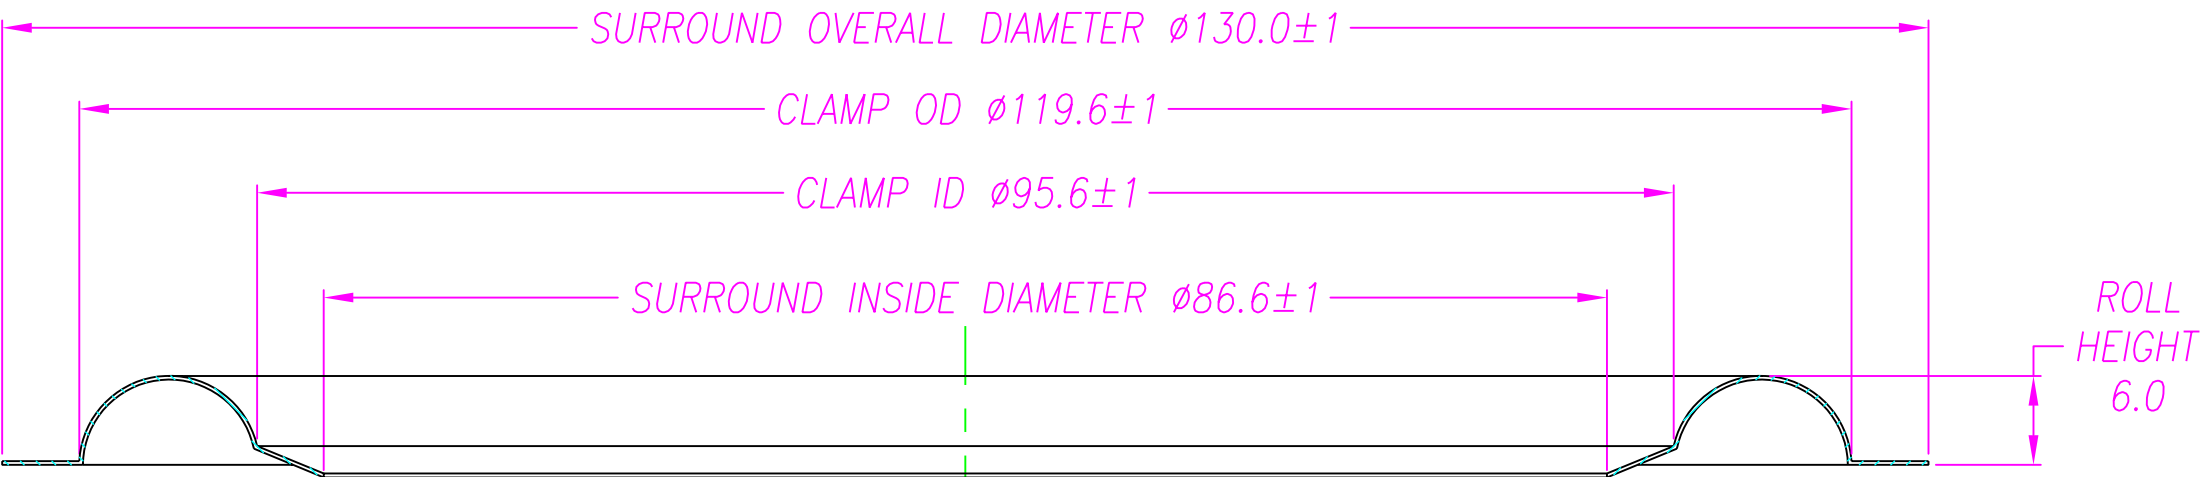 SURROUND OVERALL DIAMETER ø130.0±1
CLAMP OD ø119.6±1
CLAMP ID ø95.6±1
SURROUND INSIDE DIAMETER ø86.6±1
ROLL
HEIGHT
6.0